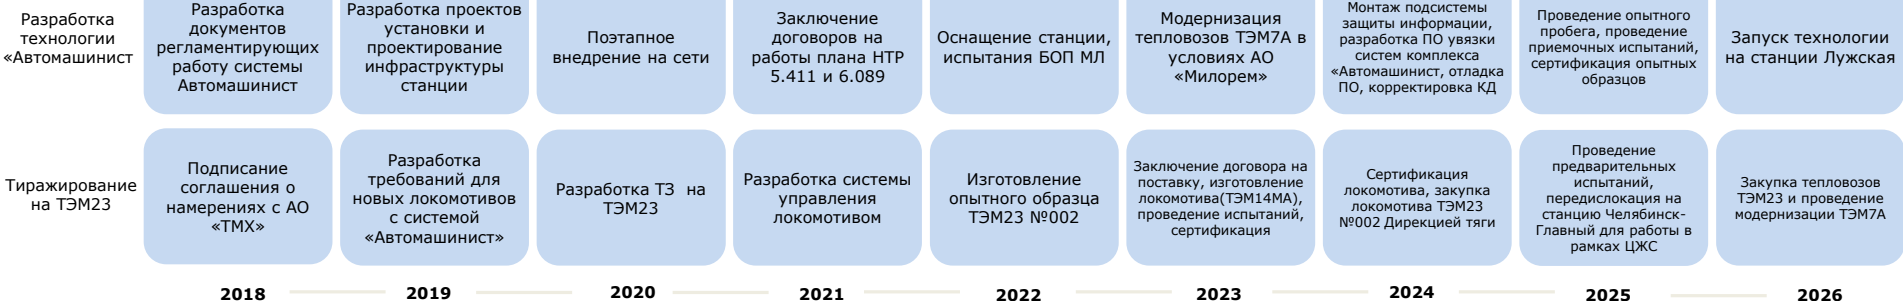 Разработка
технологии
«Автомашинист
Разработка
документов
регламентирующих
работу системы
Автомашинист
Разработка проектов
установки и
проектирование
инфраструктуры
станции
Поэтапное
внедрение на сети
Заключение
договоров на
работы плана НТР
5.411 и 6.089
Оснащение станции,
испытания БОП МЛ
Модернизация
тепловозов ТЭМ7А в
условиях АО
«Милорем»
Монтаж подсистемы
защиты информации,
разработка ПО увязки
систем комплекса
«Автомашинист, отладка
ПО, корректировка КД
Проведение опытного
пробега, проведение
приемочных испытаний,
сертификация опытных
образцов
Запуск технологии
на станции Лужская
Тиражирование
на ТЭМ23
Подписание
соглашения о
намерениях с АО
«ТМХ»
Разработка
требований для
новых локомотивов
с системой
«Автомашинист»
Разработка ТЗ на
ТЭМ23
Разработка системы
управления
локомотивом
Изготовление
опытного образца
ТЭМ23 №002
Заключение договора на
поставку, изготовление
локомотива(ТЭМ14МА),
проведение испытаний,
сертификация
Сертификация
локомотива, закупка
локомотива ТЭМ23
№002 Дирекцией тяги
Проведение
предварительных
испытаний,
передислокация на
станцию Челябинск-
Главный для работы в
рамках ЦЖС
Закупка тепловозов
ТЭМ23 и проведение
модернизации ТЭМ7А
2018
2019
2020
2021
2022
2023
2024
2025
2026